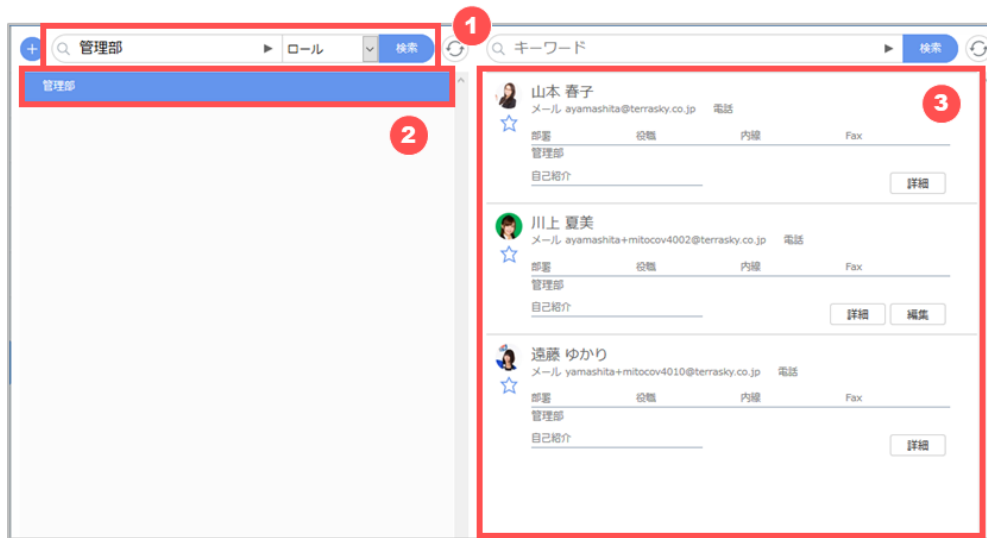 1
+ 管理部 ▶ ロール 検索
キーワード ▶ 検索
管理部
2
3
山本 春子
メール ayamashita@terrasky.co.jp 電話
部署 役職 内線 Fax
管理部
自己紹介
詳細
川上 夏美
メール ayamashita+mitocov4002@terrasky.co.jp 電話
部署 役職 内線 Fax
管理部
自己紹介
詳細 編集
遠藤 ゆかり
メール yamashita+mitocov4010@terrasky.co.jp 電話
部署 役職 内線 Fax
管理部
自己紹介
詳細